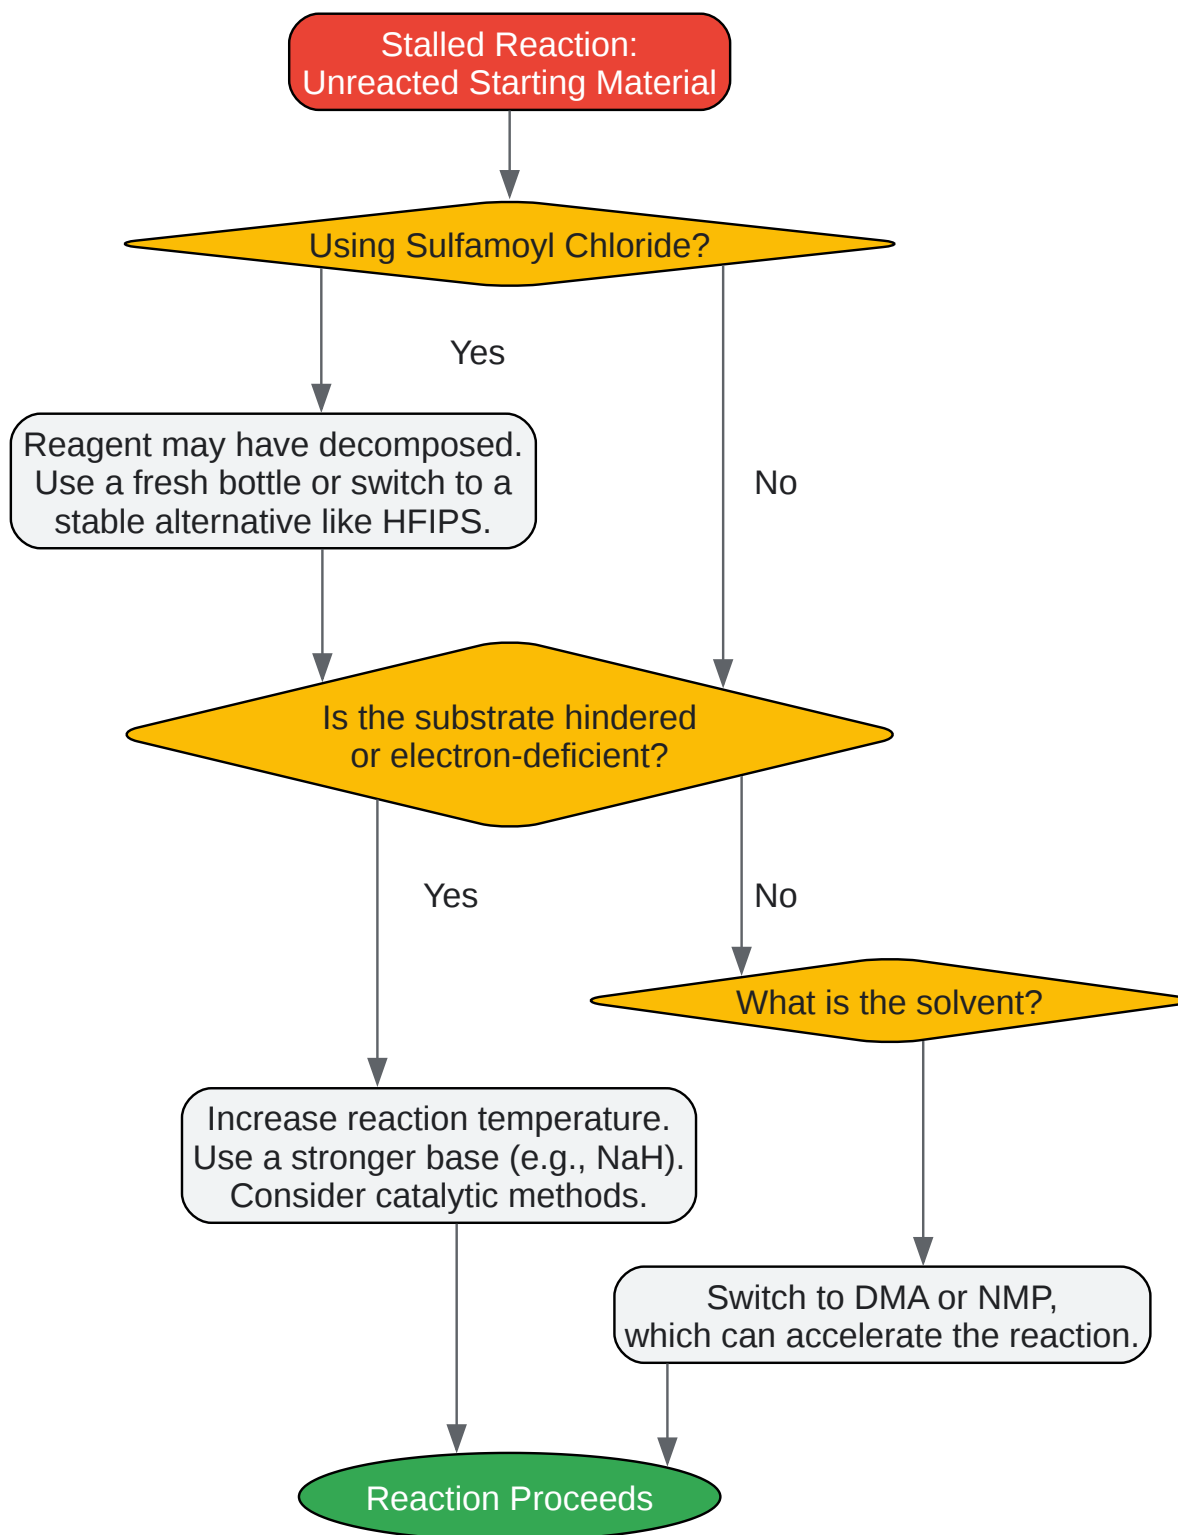 Stalled Reaction:
Unreacted Starting Material
Using Sulfamoyl Chloride?
Yes
Reagent may have decomposed.
Use a fresh bottle or switch to a
stable alternative like HFIPS.
No
Is the substrate hindered
or electron-deficient?
Yes
No
What is the solvent?
Increase reaction temperature.
Use a stronger base (e.g., NaH).
Consider catalytic methods.
Switch to DMA or NMP,
which can accelerate the reaction.
Reaction Proceeds